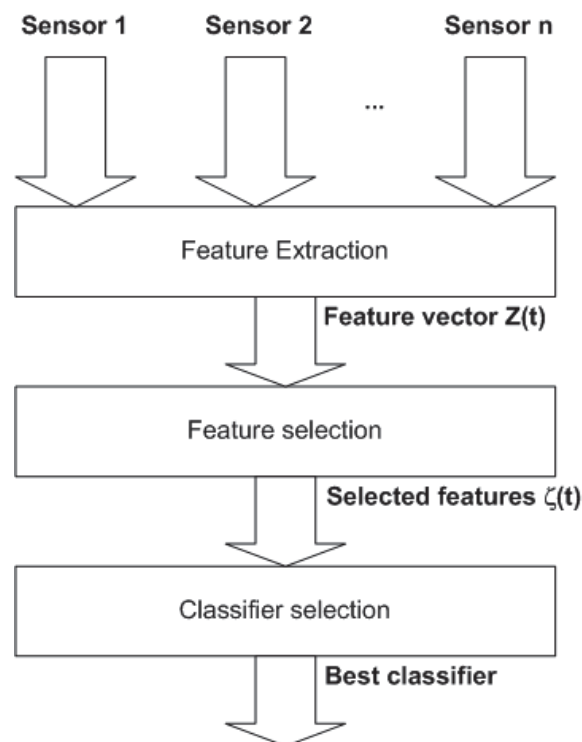 Sensor 1 Sensor 2 Sensor n
...
Feature Extraction
Feature vector Z(t)
Feature selection
Selected features ζ(t)
Classifier selection
Best classifier